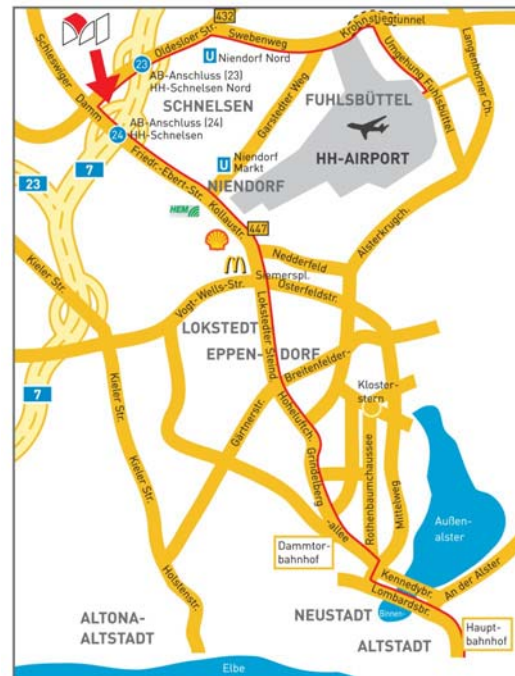 432
Krohnstiegtunnel
Oldesloer Str.
Swebenweg
Schleswiger
Damm
U Niendorf Nord
23
AB-Anschluss (23)
HH-Schnelsen Nord
SCHNELSEN
Umgehung Fuhlsbüttel
Langenhorner Ch.
FUHLSBÜTTEL
24
AB-Anschluss (24)
HH-Schnelsen
Garstedter Weg
HH-AIRPORT
7
23
Friedr.-Ebert-Str.
U Niendorf
Markt
NIENDORF
HEM
Kollaustr.
447
Alsterkrugch.
Kieler Str.
Nedderfeld
Siemerspl.
Vogt-Wells-Str.
Osterfeldstr.
LOKSTEDT
Lokstedter Steind.
EPPEN-DORF
7
Kieler Str.
Breitenfelder-
Gärtnerstr.
Kloster-
stern
Kieler Str.
Hoheluftch.
Grindelberg
Rothenbaumchaussee
Mittelweg
-allee
Außen-
alster
Dammtor-
bahnhof
Kennedybr.
Lombardsbr.
An der Alster
Holstenstr.
NEUSTADT
Binnen-
ALTONA-
ALTSTADT
ALTSTADT
Haupt-
bahnhof
Elbe